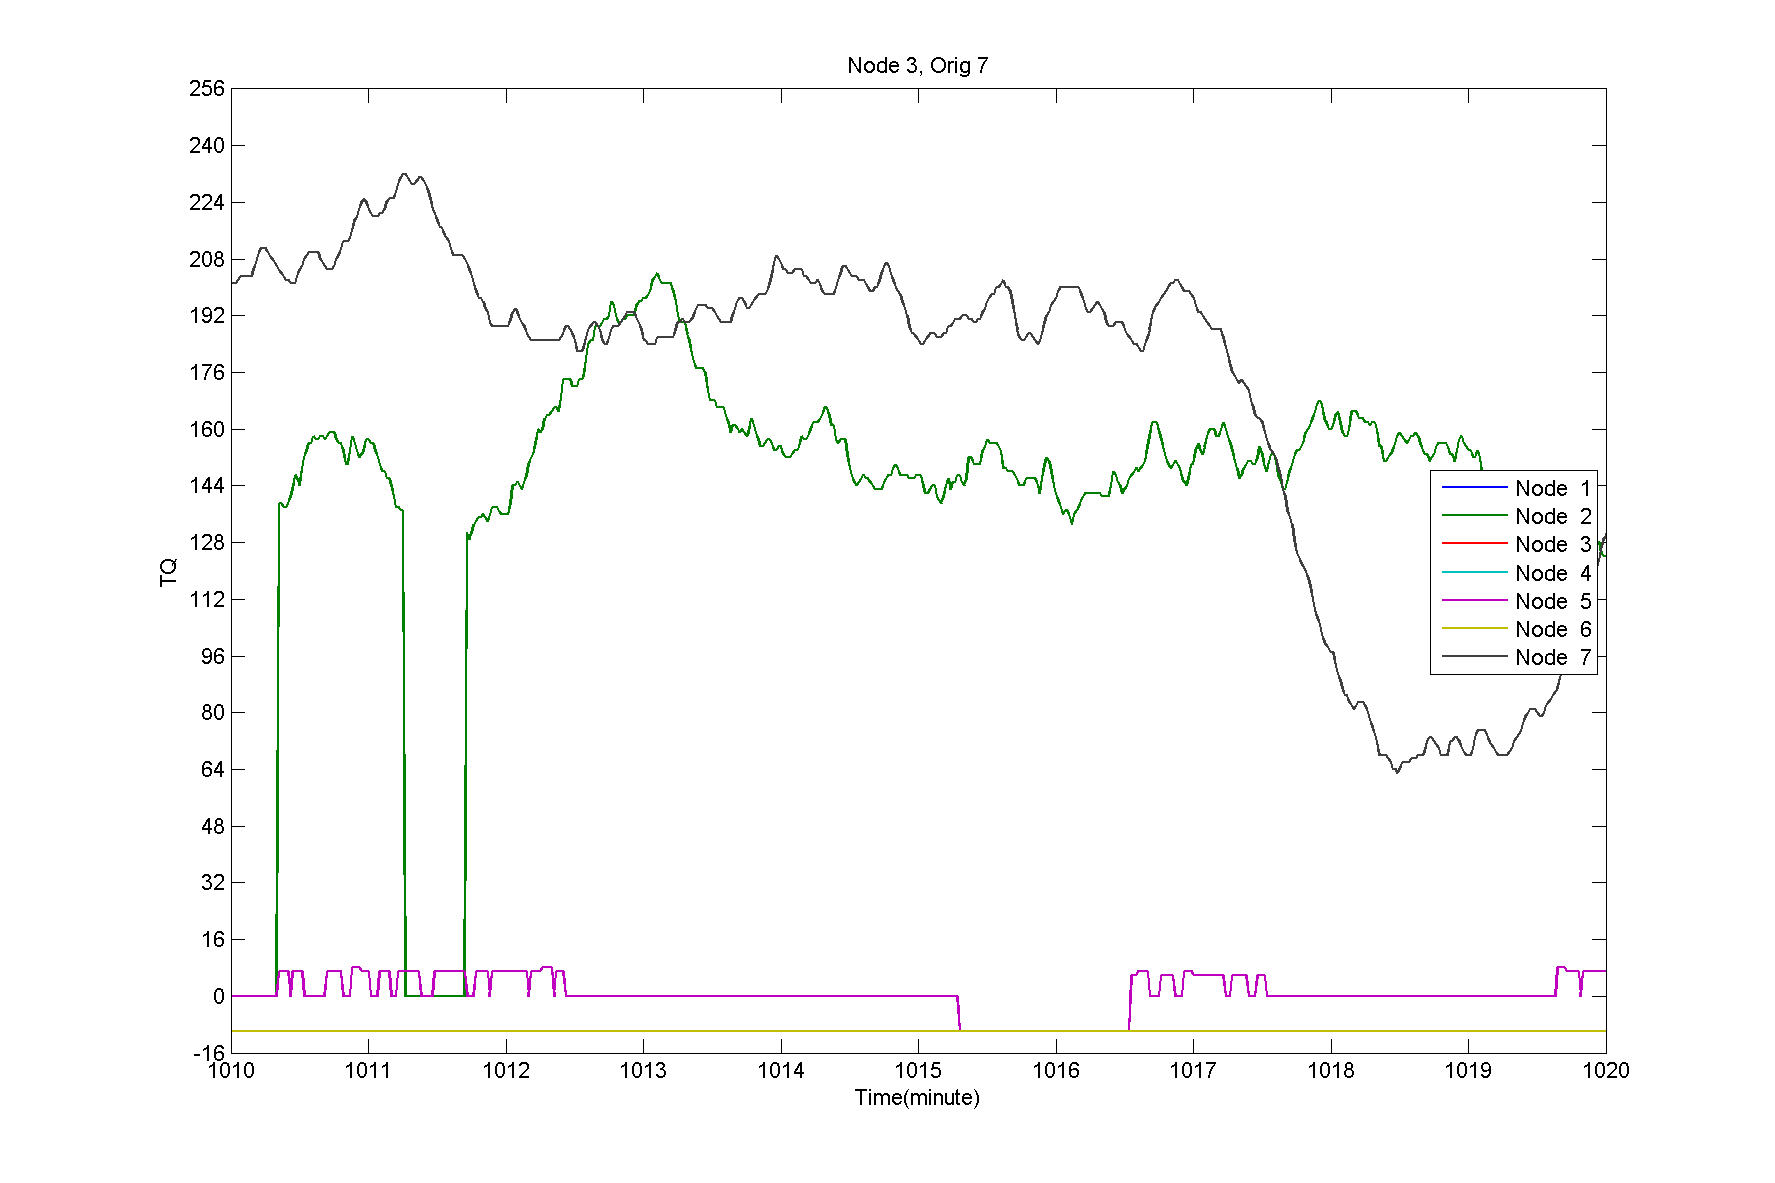 Node 3, Orig 7
256
240
224
208
192
176
160
144
128
112
96
80
64
48
32
16
0
-16
TQ
Node 1
Node 2
Node 3
Node 4
Node 5
Node 6
Node 7
1010 1011 1012 1013 1014 1015 1016 1017 1018 1019 1020
Time(minute)